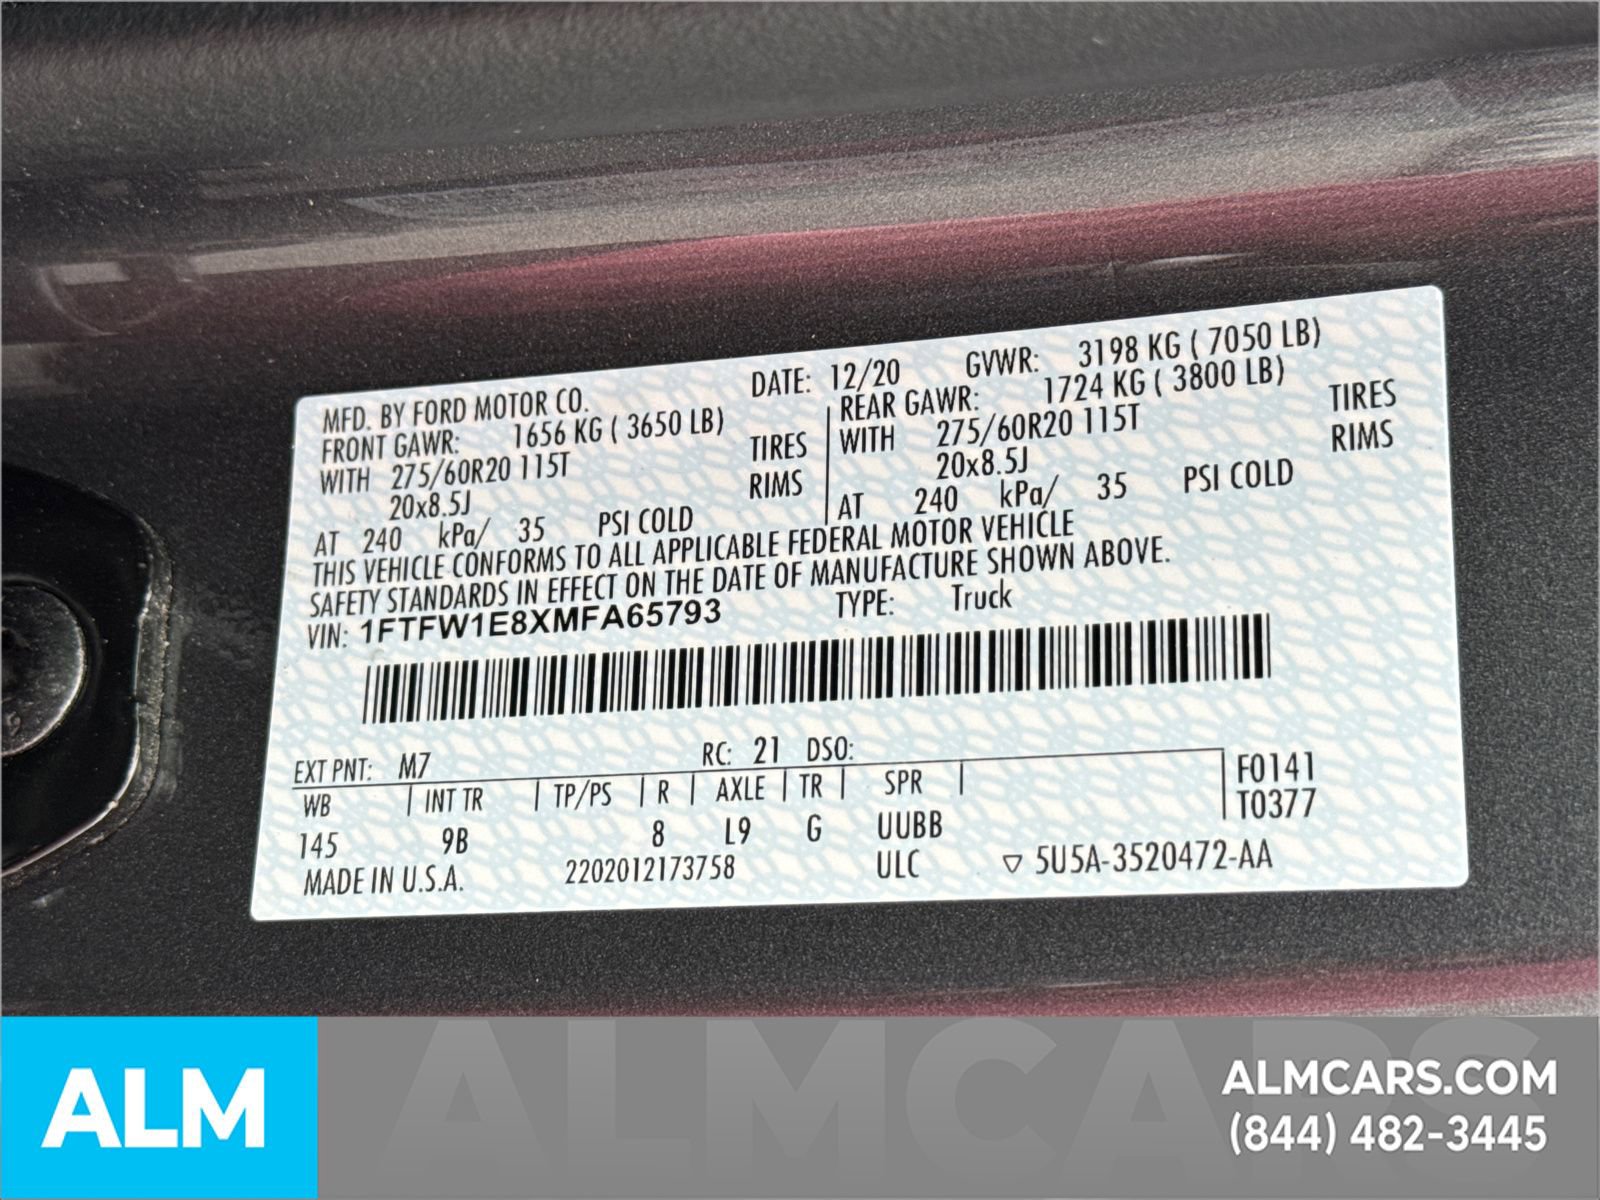 MFD. BY FORD MOTOR CO. DATE: 12/20 GVWR: 3198 KG ( 7050 LB)
FRONT GAWR: 1656 KG ( 3650 LB) REAR GAWR: 1724 KG ( 3800 LB)
WITH 275/60R20 115T TIRES WITH 275/60R20 115T TIRES
20x8.5J RIMS 20x8.5J RIMS
AT 240 kPa/ 35 PSI COLD AT 240 kPa/ 35 PSI COLD
THIS VEHICLE CONFORMS TO ALL APPLICABLE FEDERAL MOTOR VEHICLE
SAFETY STANDARDS IN EFFECT ON THE DATE OF MANUFACTURE SHOWN ABOVE.
VIN: 1FTFW1E8XMFA65793 TYPE: Truck
EXT PNT: M7 RC: 21 DSO:
WB | INT TR | TP/PS | R | AXLE | TR | SPR | F0141
T0377
145 9B 8 L9 G UUBB
MADE IN U.S.A. 2202012173758 ULC ▽ 5U5A-3520472-AA
ALMCARS
ALM
ALMCARS.COM
(844) 482-3445